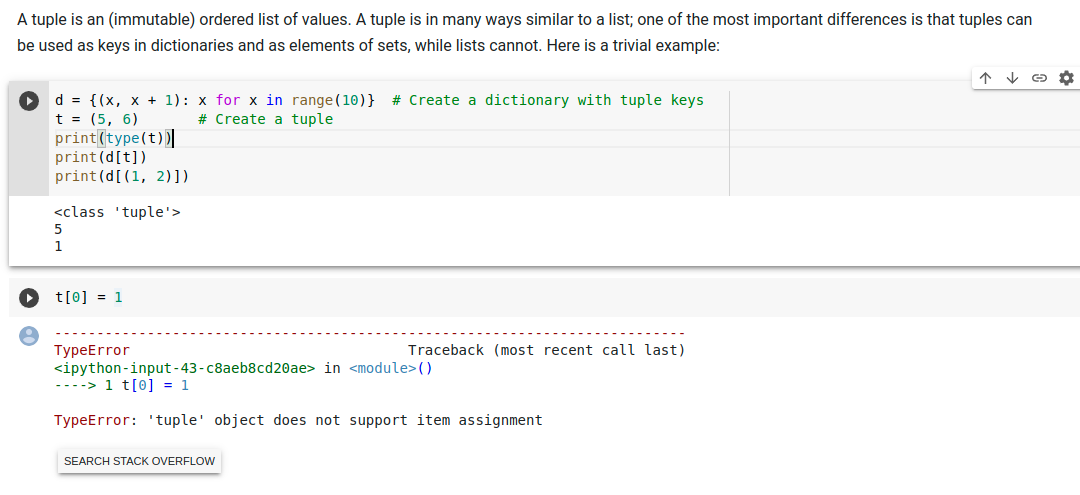 A tuple is an (immutable) ordered list of values. A tuple is in many ways similar to a list; one of the most important differences is that tuples can
be used as keys in dictionaries and as elements of sets, while lists cannot. Here is a trivial example:
d = {(x, x + 1): x for x in range(10)}  # Create a dictionary with tuple keys
t = (5, 6)       # Create a tuple
print(type(t))
print(d[t])
print(d[(1, 2)])
<class 'tuple'>
5
1
t[0] = 1
---------------------------------------------------------------------------
TypeError                                 Traceback (most recent call last)
<ipython-input-43-c8aeb8cd20ae> in <module>()
----> 1 t[0] = 1
TypeError: 'tuple' object does not support item assignment
SEARCH STACK OVERFLOW